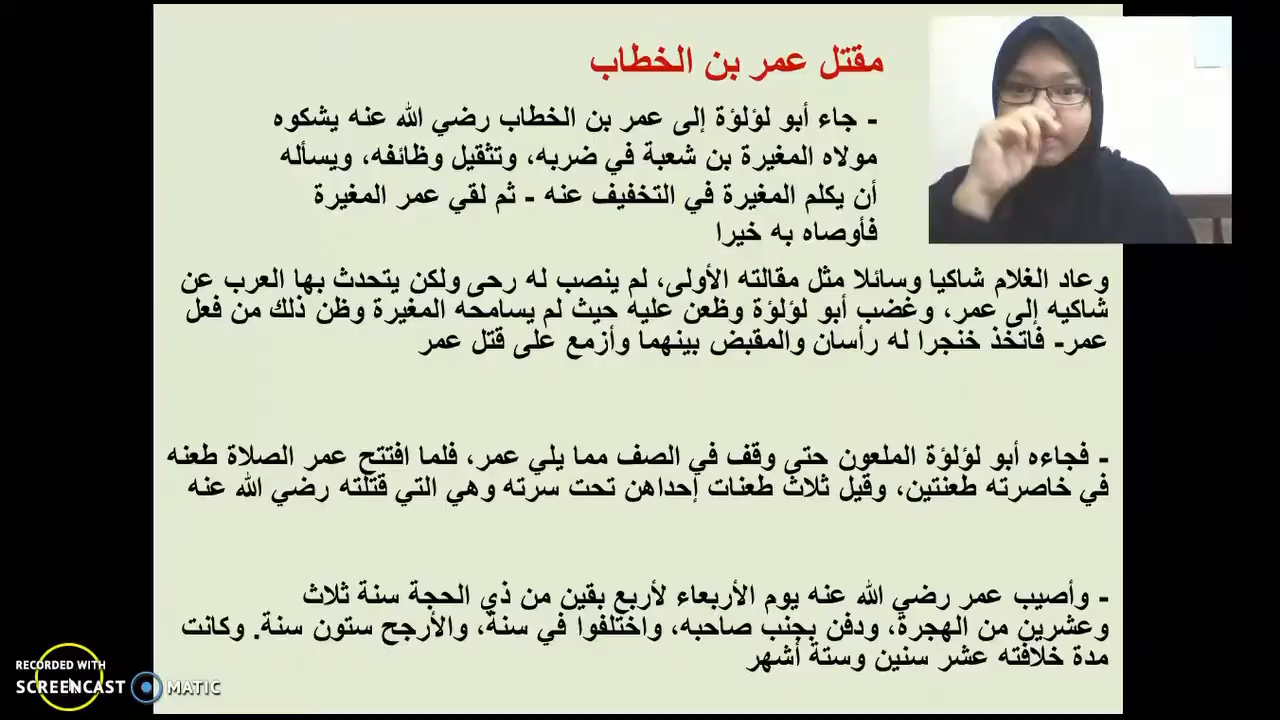 مقتل عمر بن الخطاب
- جاء أبو لؤلؤة إلى عمر بن الخطاب رضي الله عنه يشكوه
مولاه المغيرة بن شعبة في ضربه، وتثقيل وظائفه، ويسأله
أن يكلم المغيرة في التخفيف عنه - ثم لقي عمر المغيرة
فأوصاه به خيرا
وعاد الغلام شاكيا وسائلا مثل مقالته الأولى، لم ينصب له رحى ولكن يتحدث بها العرب عن
شاكيه إلى عمر، وغضب أبو لؤلؤة وظعن عليه حيث لم يسامحه المغيرة وظن ذلك من فعل
عمر- فاتخذ خنجرا له رأسان والمقبض بينهما وأزمع على قتل عمر
- فجاءه أبو لؤلؤة الملعون حتى وقف في الصف مما يلي عمر، فلما افتتح عمر الصلاة طعنه
في خاصرته طعنتين، وقيل ثلاث طعنات إحداهن تحت سرته وهي التي قتلته رضي الله عنه
- وأصيب عمر رضي الله عنه يوم الأربعاء لأربع بقين من ذي الحجة سنة ثلاث
وعشرين من الهجرة، ودفن بجنب صاحبه، واختلفوا في سنة، والأرجح ستون سنة. وكانت
مدة خلافته عشر سنين وستة أشهر
RECORDED WITH
SCREENCAST MATIC